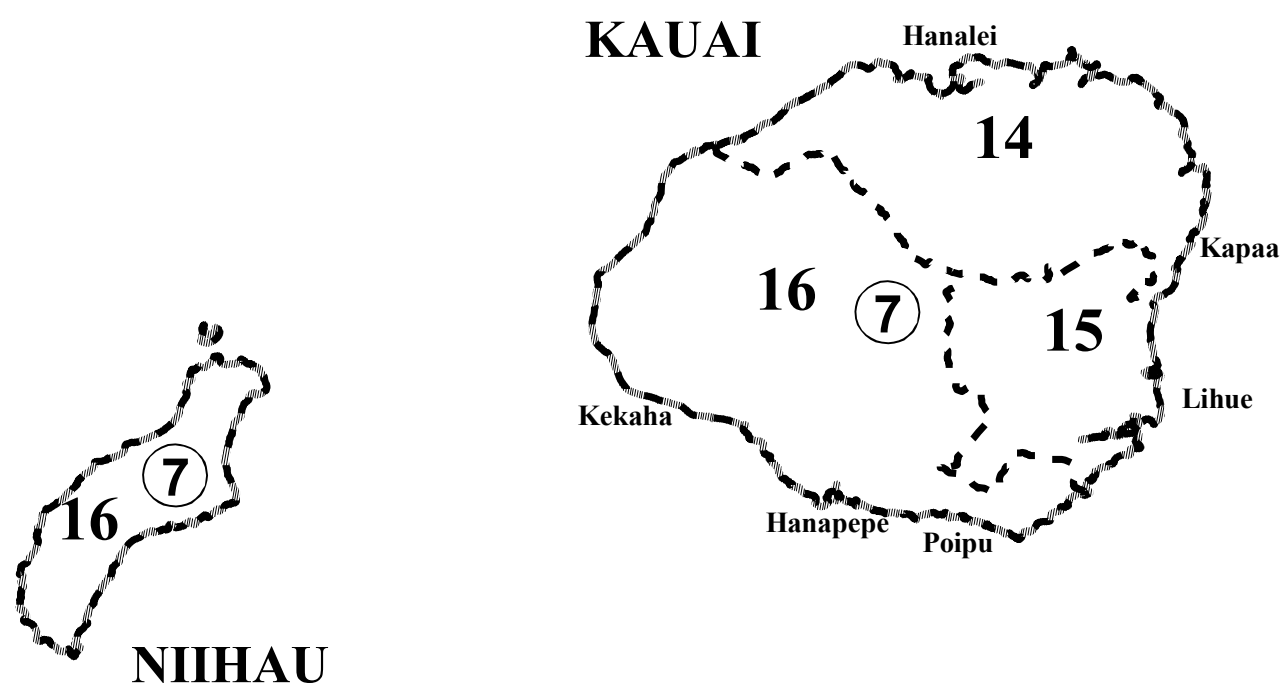 KAUAI
Hanalei
14
Kapaa
16
7
15
Kekaha
Lihue
7
16
Hanapepe
Poipu
NIIHAU